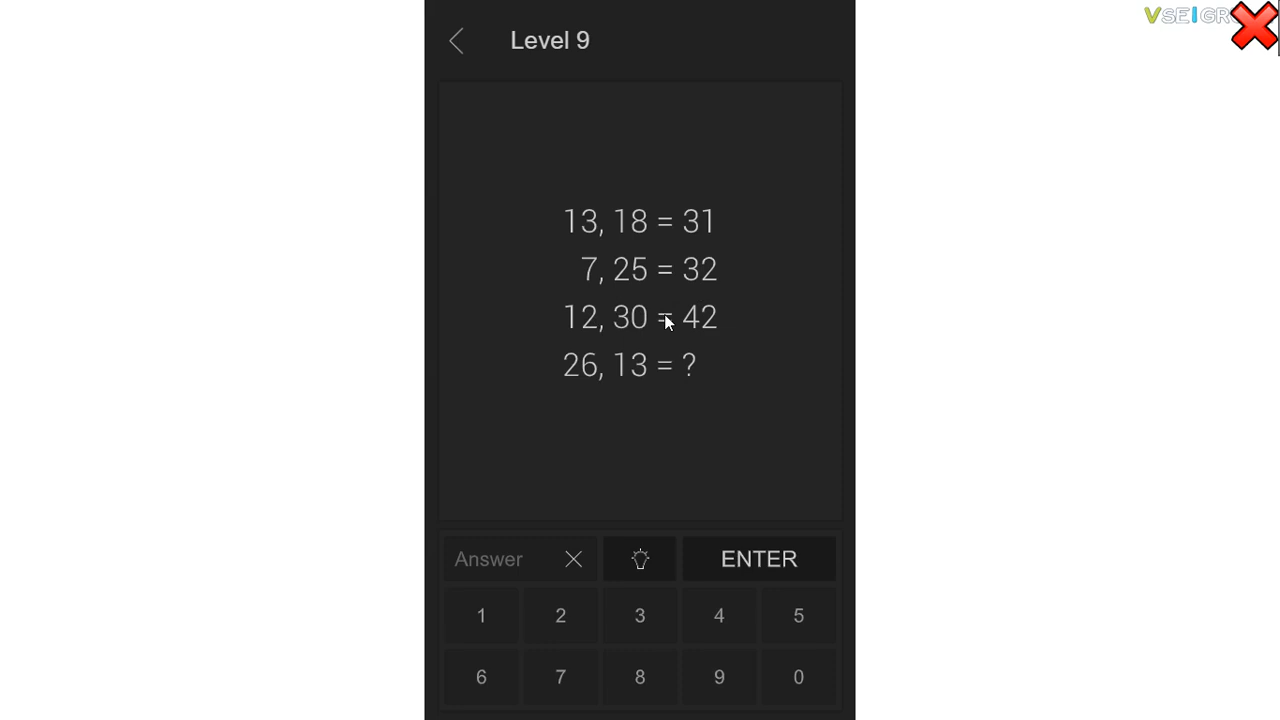 Level 9
13, 18 = 31
7, 25 = 32
12, 30 = 42
26, 13 = ?
Answer
ENTER
1 2 3 4 5
6 7 8 9 0